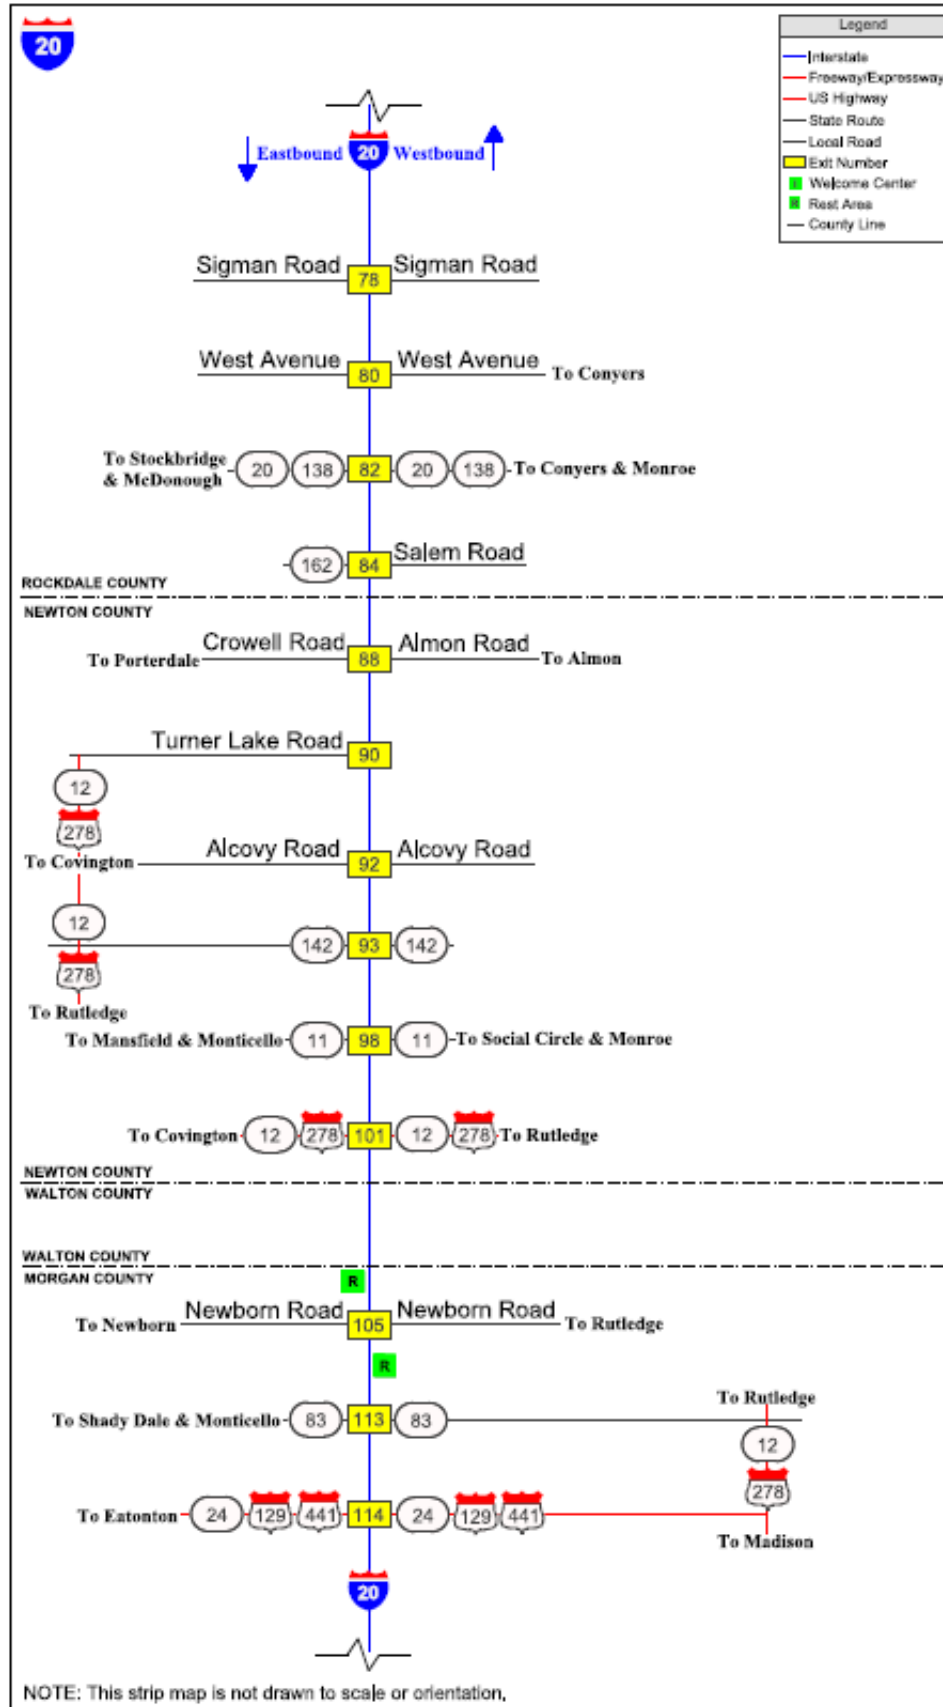 20
Legend
Interstate
Freeway/Expressway
US Highway
State Route
Local Road
Exit Number
Welcome Center
R Rest Area
County Line
Eastbound 20 Westbound
Sigman Road 78 Sigman Road
West Avenue 80 West Avenue To Conyers
To Stockbridge
& McDonough 20 138 82 20 138 To Conyers & Monroe
162 84 Salem Road
ROCKDALE COUNTY
NEWTON COUNTY
To Porterdale Crowell Road 88 Almon Road To Almon
Turner Lake Road 90
12
278
To Covington Alcovy Road 92 Alcovy Road
12
142 93 142
278
To Rutledge
To Mansfield & Monticello 11 98 11 To Social Circle & Monroe
To Covington 12 278 101 12 278 To Rutledge
NEWTON COUNTY
WALTON COUNTY
WALTON COUNTY
MORGAN COUNTY
R
To Newborn Newborn Road 105 Newborn Road To Rutledge
R
To Rutledge
To Shady Dale & Monticello 83 113 83
12
278
To Eatonton 24 129 441 114 24 129 441
To Madison
20
NOTE: This strip map is not drawn to scale or orientation.